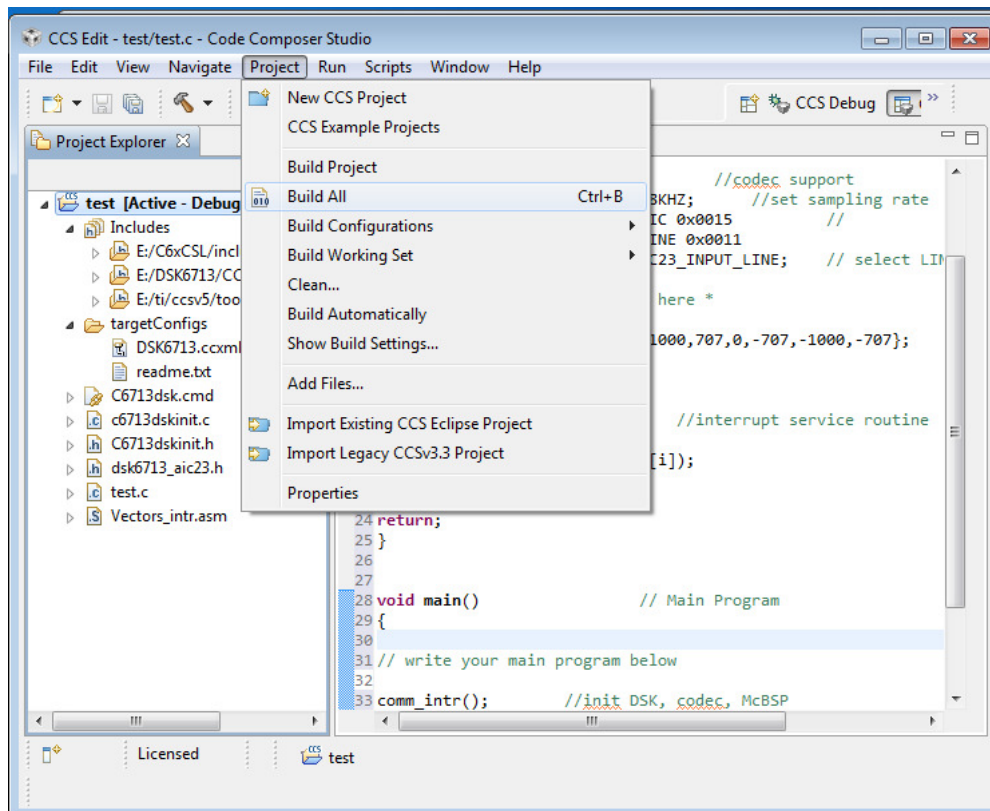 CCS Edit - test/test.c - Code Composer Studio
File Edit View Navigate Project Run Scripts Window Help
CCS Debug
Project Explorer
New CCS Project
CCS Example Projects
Build Project
Build All Ctrl+B
Build Configurations
Build Working Set
Clean...
Build Automatically
Show Build Settings...
Add Files...
Import Existing CCS Eclipse Project
Import Legacy CCSv3.3 Project
Properties
test [Active - Debug
Includes
E:/C6xCSL/incl
E:/DSK6713/CC
E:/ti/ccsv5/too
targetConfigs
DSK6713.ccxml
readme.txt
C6713dsk.cmd
c6713dskinit.c
C6713dskinit.h
dsk6713_aic23.h
test.c
Vectors_intr.asm
//codec support
8KHZ; //set sampling rate
IC 0x0015 //
INE 0x0011
C23_INPUT_LINE; // select LIN
here *
1000,707,0,-707,-1000,-707};
//interrupt service routine
[i]);
24 return;
25 }
26
27
28 void main() // Main Program
29 {
30
31 // write your main program below
32
33 comm_intr(); //init DSK, codec, McBSP
Licensed
test